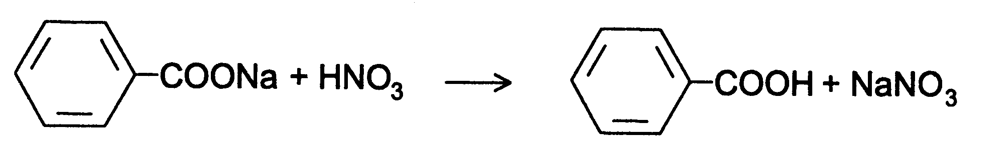 COONa + HNO3 → COOH + NaNO3